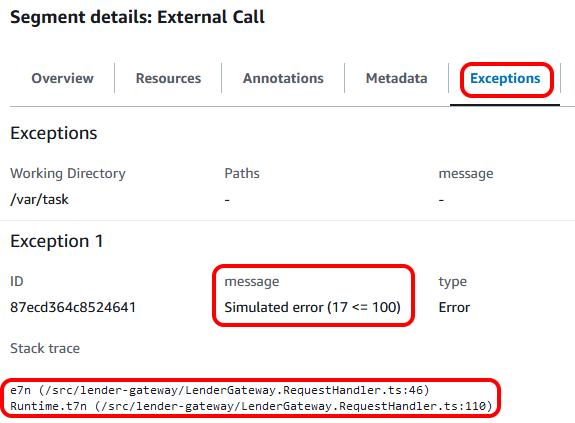 Segment details: External Call
Overview Resources Annotations Metadata Exceptions
Exceptions
Working Directory Paths message
/var/task - -
Exception 1
ID message type
87ecd364c8524641 Simulated error (17 <= 100) Error
Stack trace
e7n (/src/lender-gateway/LenderGateway.RequestHandler.ts:46)
Runtime.t7n (/src/lender-gateway/LenderGateway.RequestHandler.ts:110)